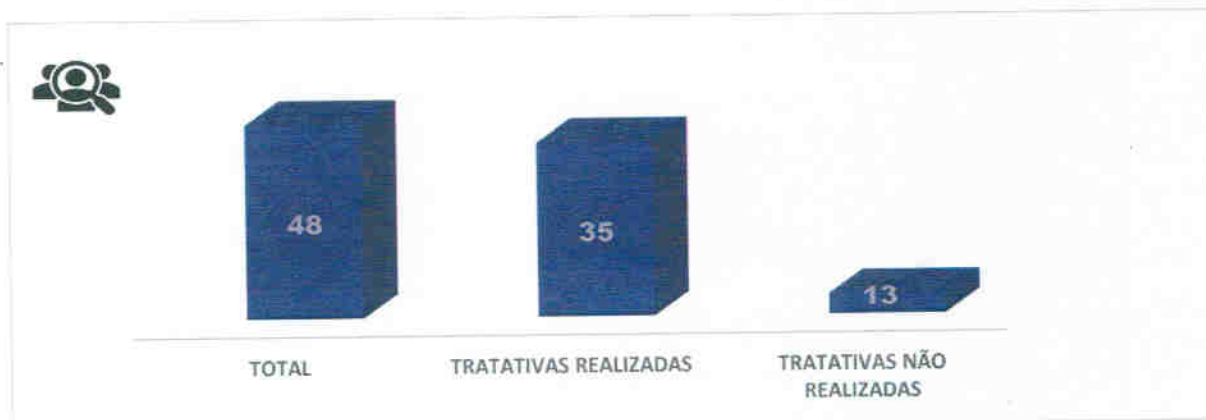 48
35
13
TOTAL
TRATATIVAS REALIZADAS
TRATATIVAS NÃO
REALIZADAS